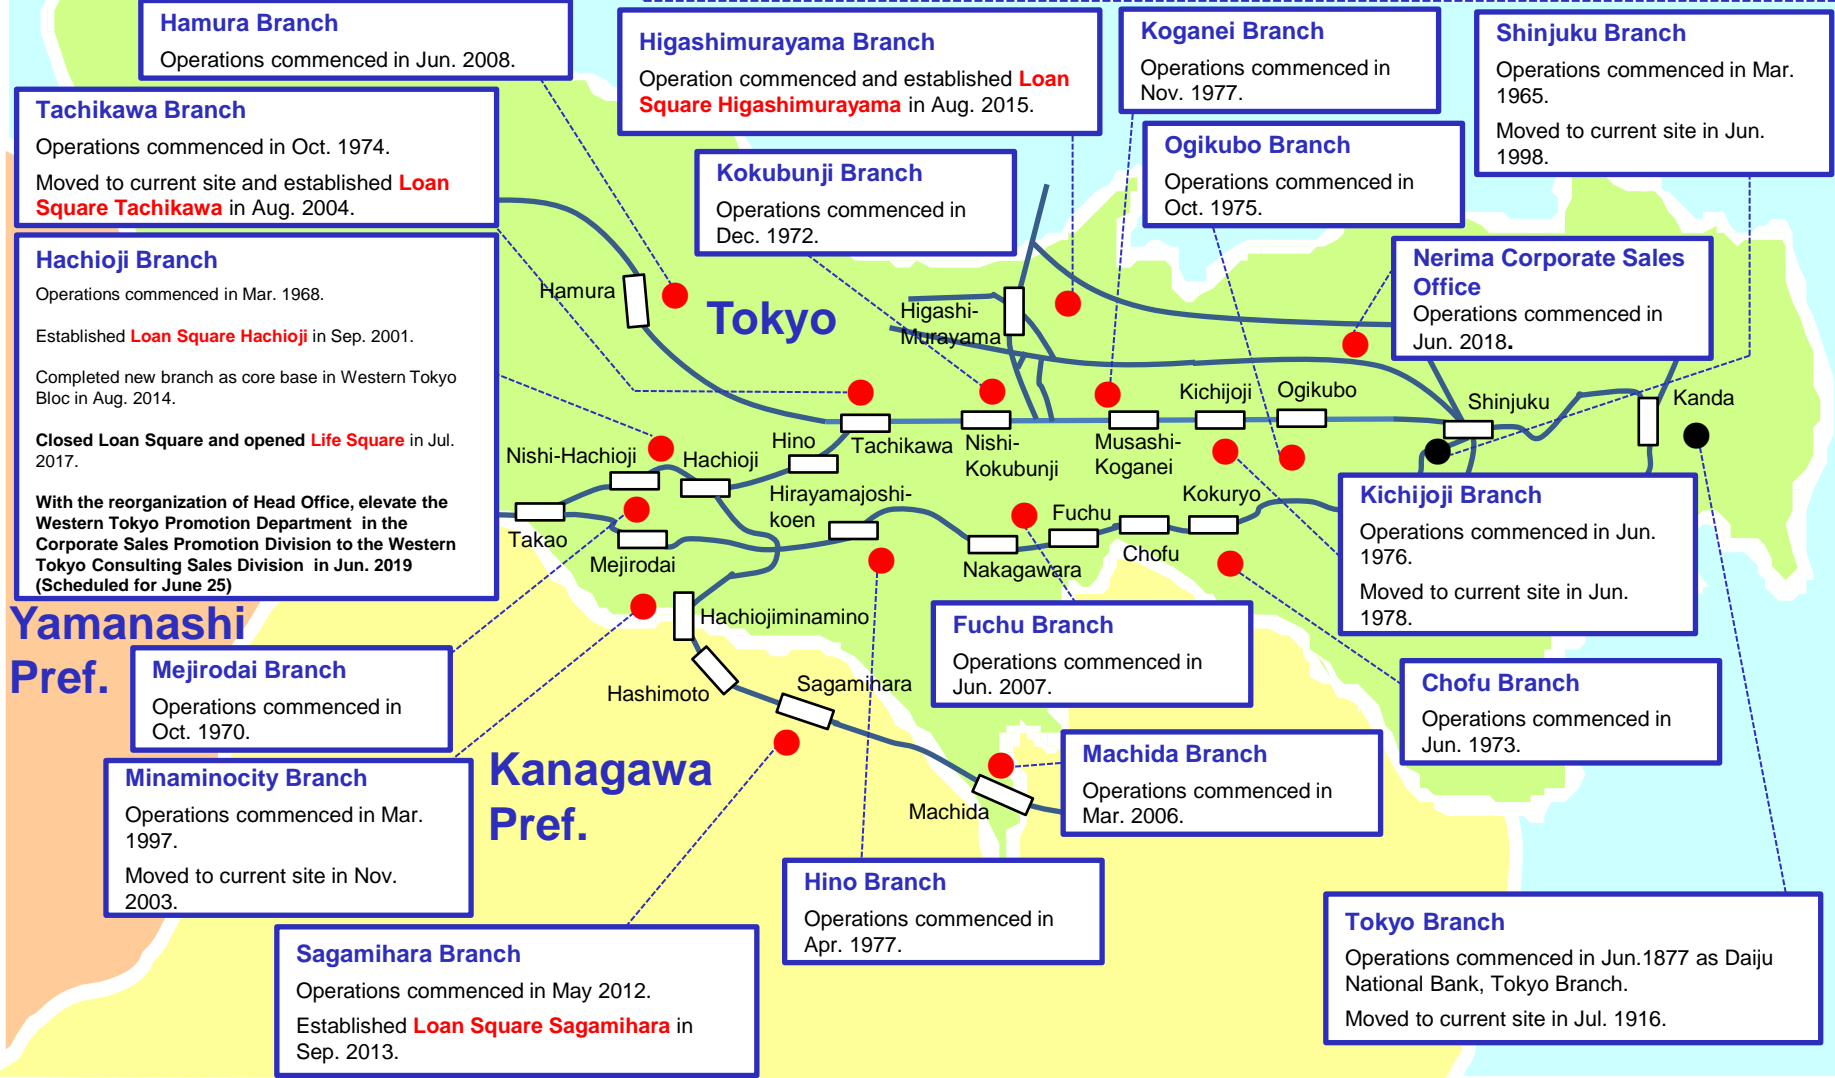 Hamura Branch
Operations commenced in Jun. 2008.
Higashimurayama Branch
Operation commenced and established Loan
Square Higashimurayama in Aug. 2015.
Koganei Branch
Operations commenced in
Nov. 1977.
Shinjuku Branch
Operations commenced in Mar.
1965.
Moved to current site in Jun.
1998.
Tachikawa Branch
Operations commenced in Oct. 1974.
Moved to current site and established Loan
Square Tachikawa in Aug. 2004.
Kokubunji Branch
Operations commenced in
Dec. 1972.
Ogikubo Branch
Operations commenced in
Oct. 1975.
Hachioji Branch
Operations commenced in Mar. 1968.
Established Loan Square Hachioji in Sep. 2001.
Completed new branch as core base in Western Tokyo
Bloc in Aug. 2014.
Closed Loan Square and opened Life Square in Jul.
2017.
With the reorganization of Head Office, elevate the
Western Tokyo Promotion Department in the
Corporate Sales Promotion Division to the Western
Tokyo Consulting Sales Division in Jun. 2019
(Scheduled for June 25)
Nerima Corporate Sales
Office
Operations commenced in
Jun. 2018.
Hamura
Tokyo
Higashi-
Murayama
Kichijoji
Ogikubo
Shinjuku
Kanda
Hino
Tachikawa
Nishi-
Kokubunji
Musashi-
Koganei
Nishi-Hachioji
Hachioji
Hirayamajoshi-
koen
Fuchu
Kokuryo
Takao
Mejirodai
Nakagawara
Chofu
Kichijoji Branch
Operations commenced in Jun.
1976.
Moved to current site in Jun.
1978.
Yamanashi
Pref.
Hachiojiminamino
Fuchu Branch
Operations commenced in
Jun. 2007.
Mejirodai Branch
Operations commenced in
Oct. 1970.
Hashimoto
Sagamihara
Chofu Branch
Operations commenced in
Jun. 1973.
Kanagawa
Pref.
Machida
Machida Branch
Operations commenced in
Mar. 2006.
Minaminocity Branch
Operations commenced in Mar.
1997.
Moved to current site in Nov.
2003.
Hino Branch
Operations commenced in
Apr. 1977.
Sagamihara Branch
Operations commenced in May 2012.
Established Loan Square Sagamihara in
Sep. 2013.
Tokyo Branch
Operations commenced in Jun.1877 as Daiju
National Bank, Tokyo Branch.
Moved to current site in Jul. 1916.